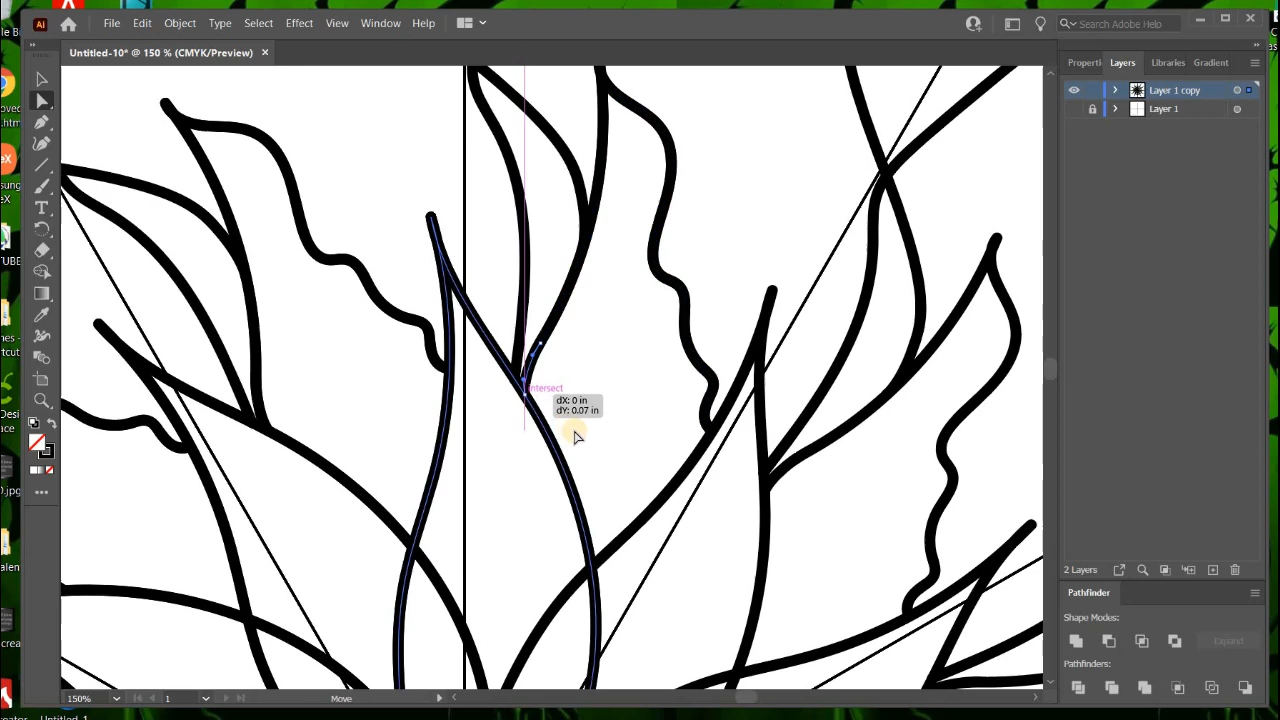 File Edit Object Type Select Effect View Window Help
Search Adobe Help
Untitled-10* @ 150 % (CMYK/Preview)
Layers Libraries Gradient
Layer 1 copy
Layer 1
intersect
dX: 0 in
dY: 0.07 in
2 Layers
Pathfinder
Shape Modes:
Expand
Pathfinders:
150%
1
Move